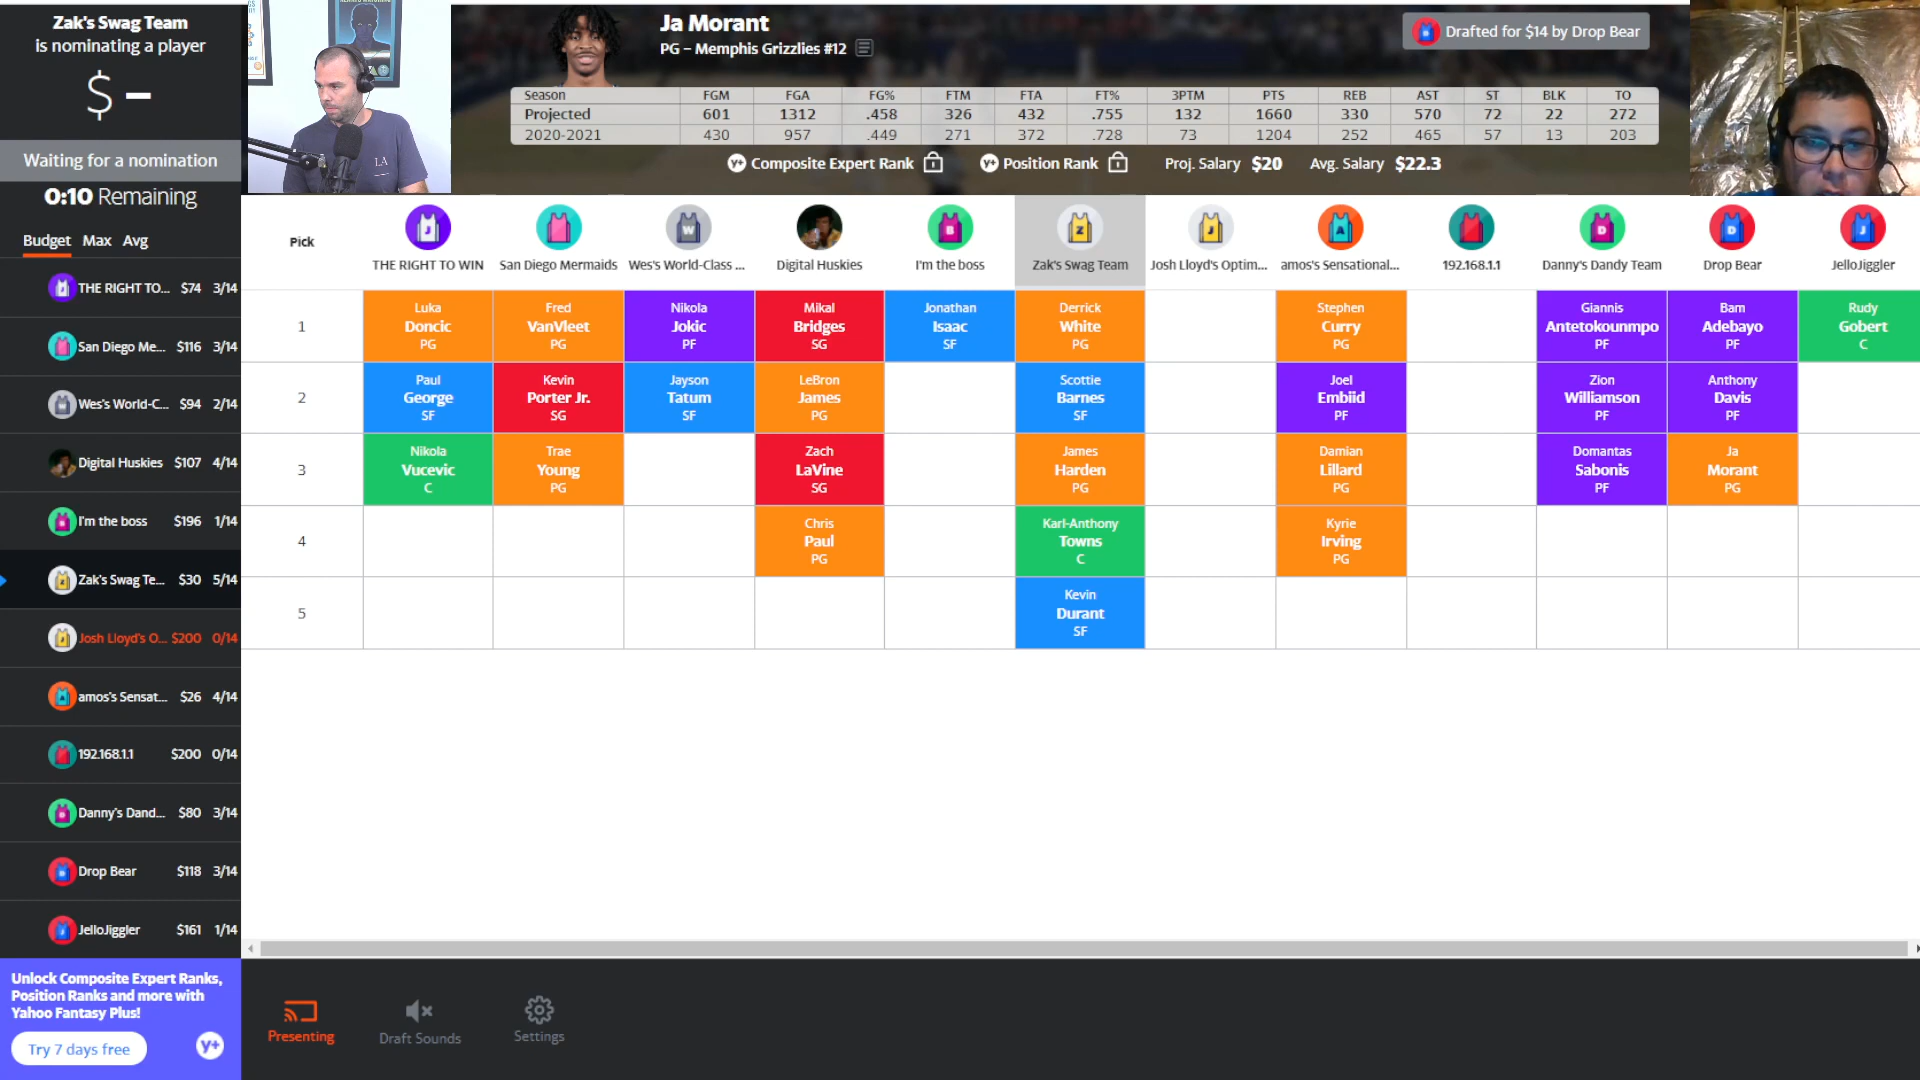 Zak's Swag Team
is nominating a player
$ –
Waiting for a nomination
0:10 Remaining
Budget Max Avg
THE RIGHT TO... $74 3/14
San Diego Me... $116 3/14
Wes's World-C... $94 2/14
Digital Huskies $107 4/14
I'm the boss $196 1/14
Zak's Swag Te... $30 5/14
Josh Lloyd's O... $200 0/14
amos's Sensat... $26 4/14
192.168.1.1 $200 0/14
Danny's Dand... $80 3/14
Drop Bear $118 3/14
JelloJiggler $161 1/14
Unlock Composite Expert Ranks,
Position Ranks and more with
Yahoo Fantasy Plus!
Try 7 days free
y+
LA
Ja Morant
PG – Memphis Grizzlies #12
Drafted for $14 by Drop Bear
Season FGM FGA FG% FTM FTA FT% 3PTM PTS REB AST ST BLK TO
Projected 601 1312 .458 326 432 .755 132 1660 330 570 72 22 272
2020-2021 430 957 .449 271 372 .728 73 1204 252 465 57 13 203
y+ Composite Expert Rank y+ Position Rank Proj. Salary $20 Avg. Salary $22.3
J W B Z J A D D J
Pick THE RIGHT TO WIN San Diego Mermaids Wes's World-Class ... Digital Huskies I'm the boss Zak's Swag Team Josh Lloyd's Optim... amos's Sensational... 192.168.1.1 Danny's Dandy Team Drop Bear JelloJiggler
Luka Fred Nikola Mikal Jonathan Derrick Stephen Giannis Bam Rudy
1 Doncic VanVleet Jokic Bridges Isaac White Curry Antetokounmpo Adebayo Gobert
PG PG PF SG SF PG PG PF PF C
Paul Kevin Jayson LeBron Scottie Joel Zion Anthony
2 George Porter Jr. Tatum James Barnes Embiid Williamson Davis
SF SG SF PG SF PF PF PF
Nikola Trae Zach James Damian Domantas Ja
3 Vucevic Young LaVine Harden Lillard Sabonis Morant
C PG SG PG PG PF PG
Chris Karl-Anthony Kyrie
4 Paul Towns Irving
PG C PG
Kevin
5 Durant
SF
Presenting Draft Sounds Settings